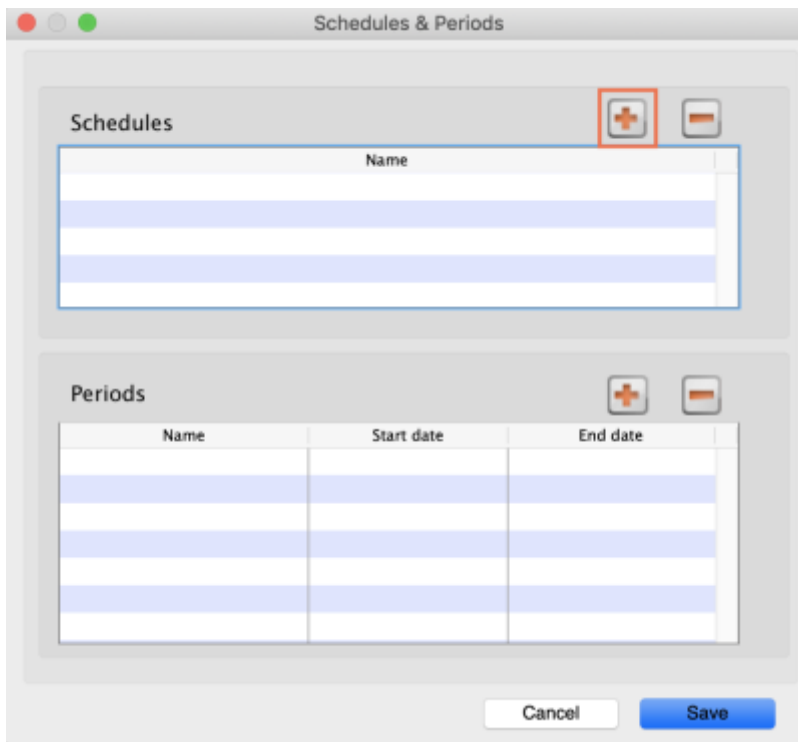 Schedules & Periods
Schedules
Name
Periods
Name Start date End date
Cancel Save